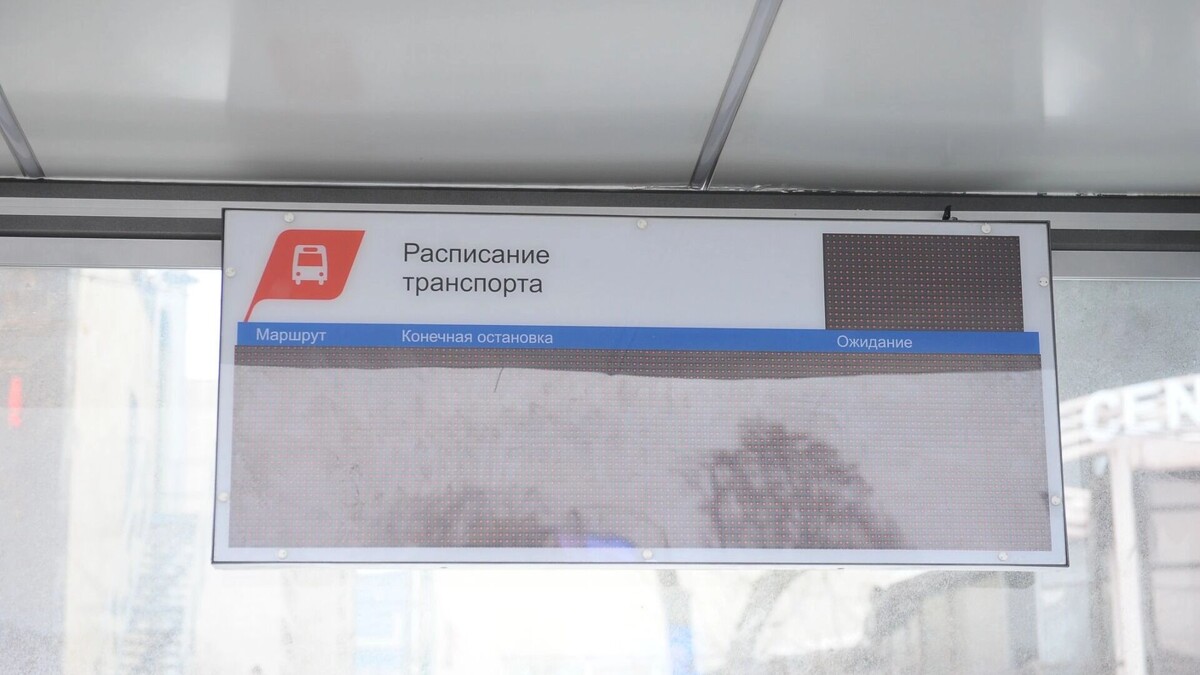 Расписание
транспорта
Маршрут Конечная остановка Ожидание